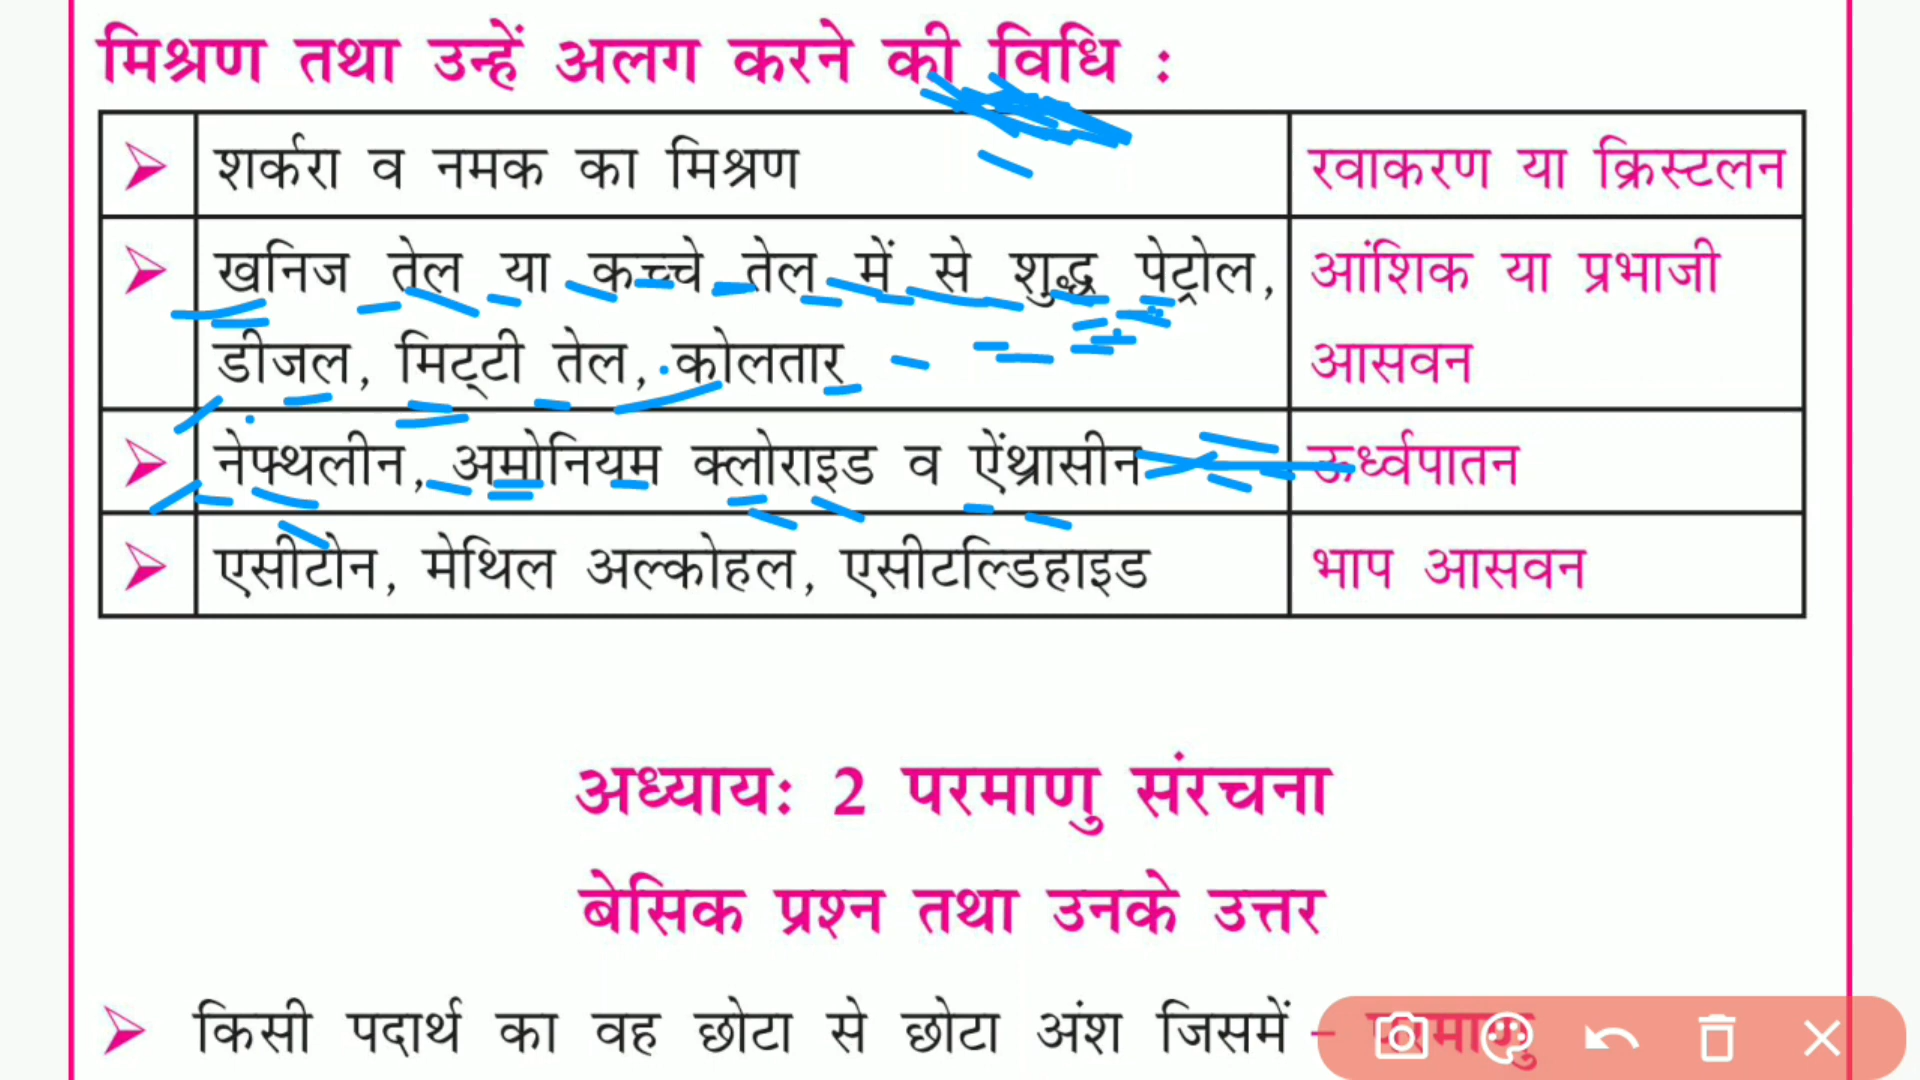 मिश्रण तथा उन्हें अलग करने की विधि :
शर्करा व नमक का मिश्रण रवाकरण या क्रिस्टलन
खनिज तेल या कच्चे तेल में से शुद्ध पेट्रोल, आंशिक या प्रभाजी
डीजल, मिट्टी तेल, कोलतार आसवन
नेफ्थलीन, अमोनियम क्लोराइड व ऐंथ्रासीन ऊर्ध्वपातन
एसीटोन, मेथिल अल्कोहल, एसीटल्डिहाइड भाप आसवन
अध्याय: 2 परमाणु संरचना
बेसिक प्रश्न तथा उनके उत्तर
किसी पदार्थ का वह छोटा से छोटा अंश जिसमें – परमाणु